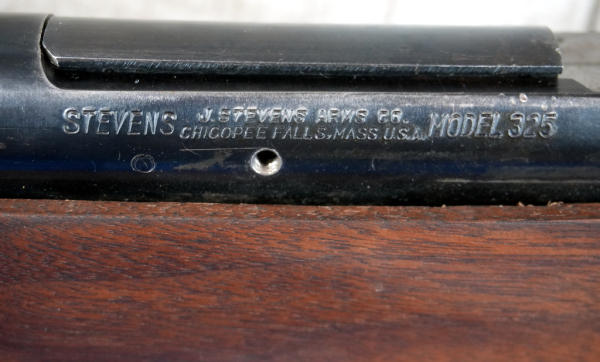 STEVENS J. STEVENS ARMS CO. MODEL 325
CHICOPEE FALLS, MASS. U.S.A.